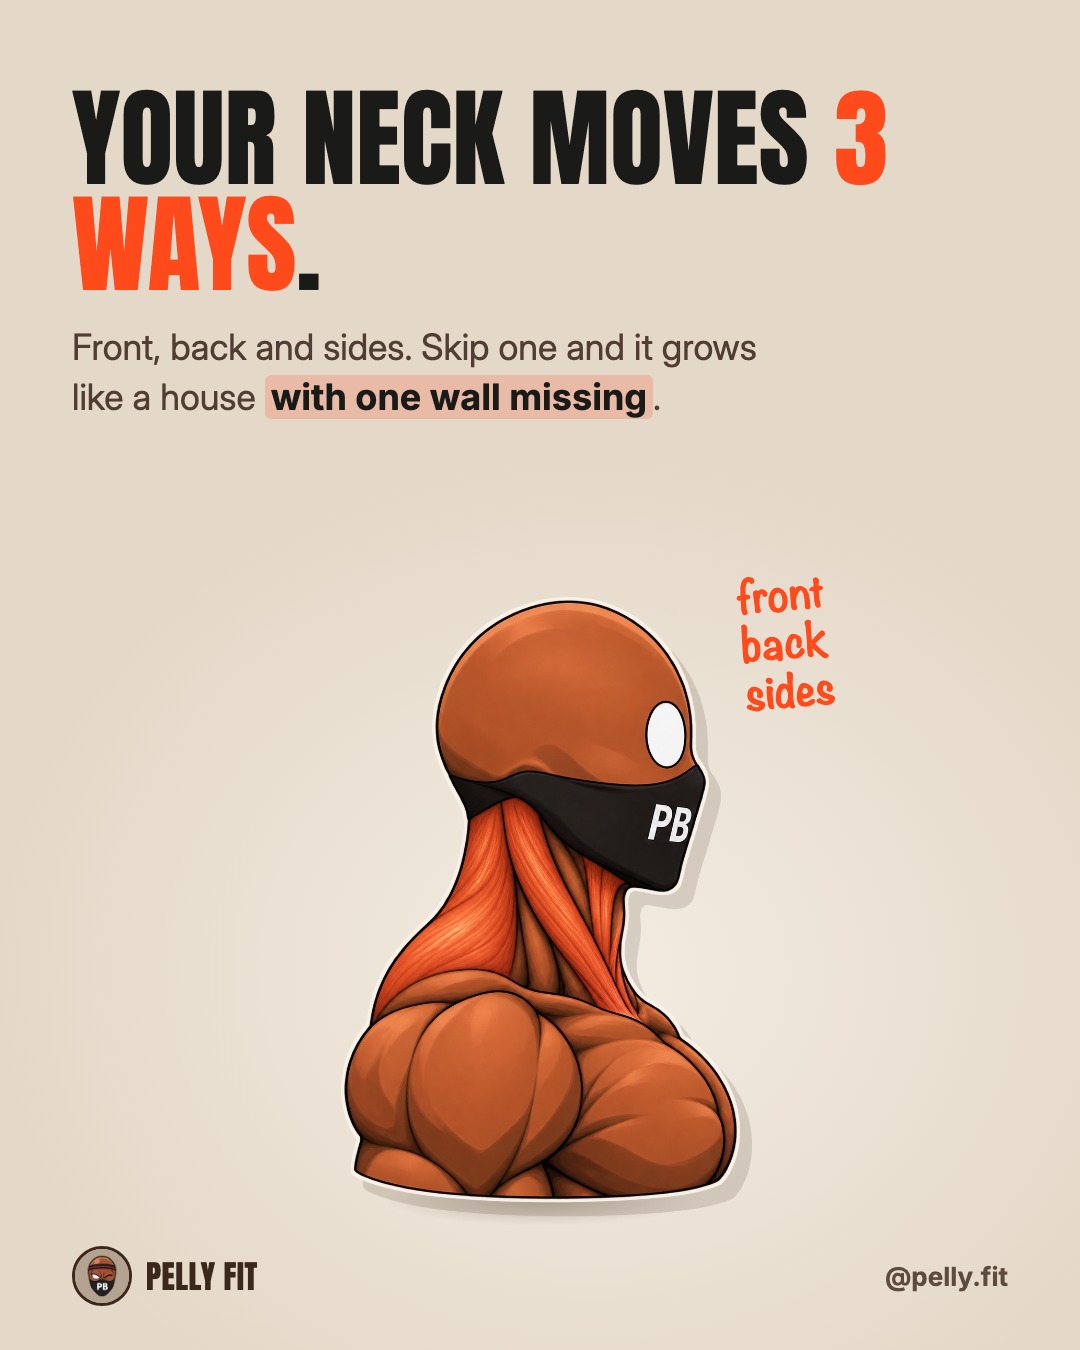 YOUR NECK MOVES 3
WAYS.
Front, back and sides. Skip one and it grows
like a house with one wall missing.
front
back
sides
PB
PB
PELLY FIT
@pelly.fit